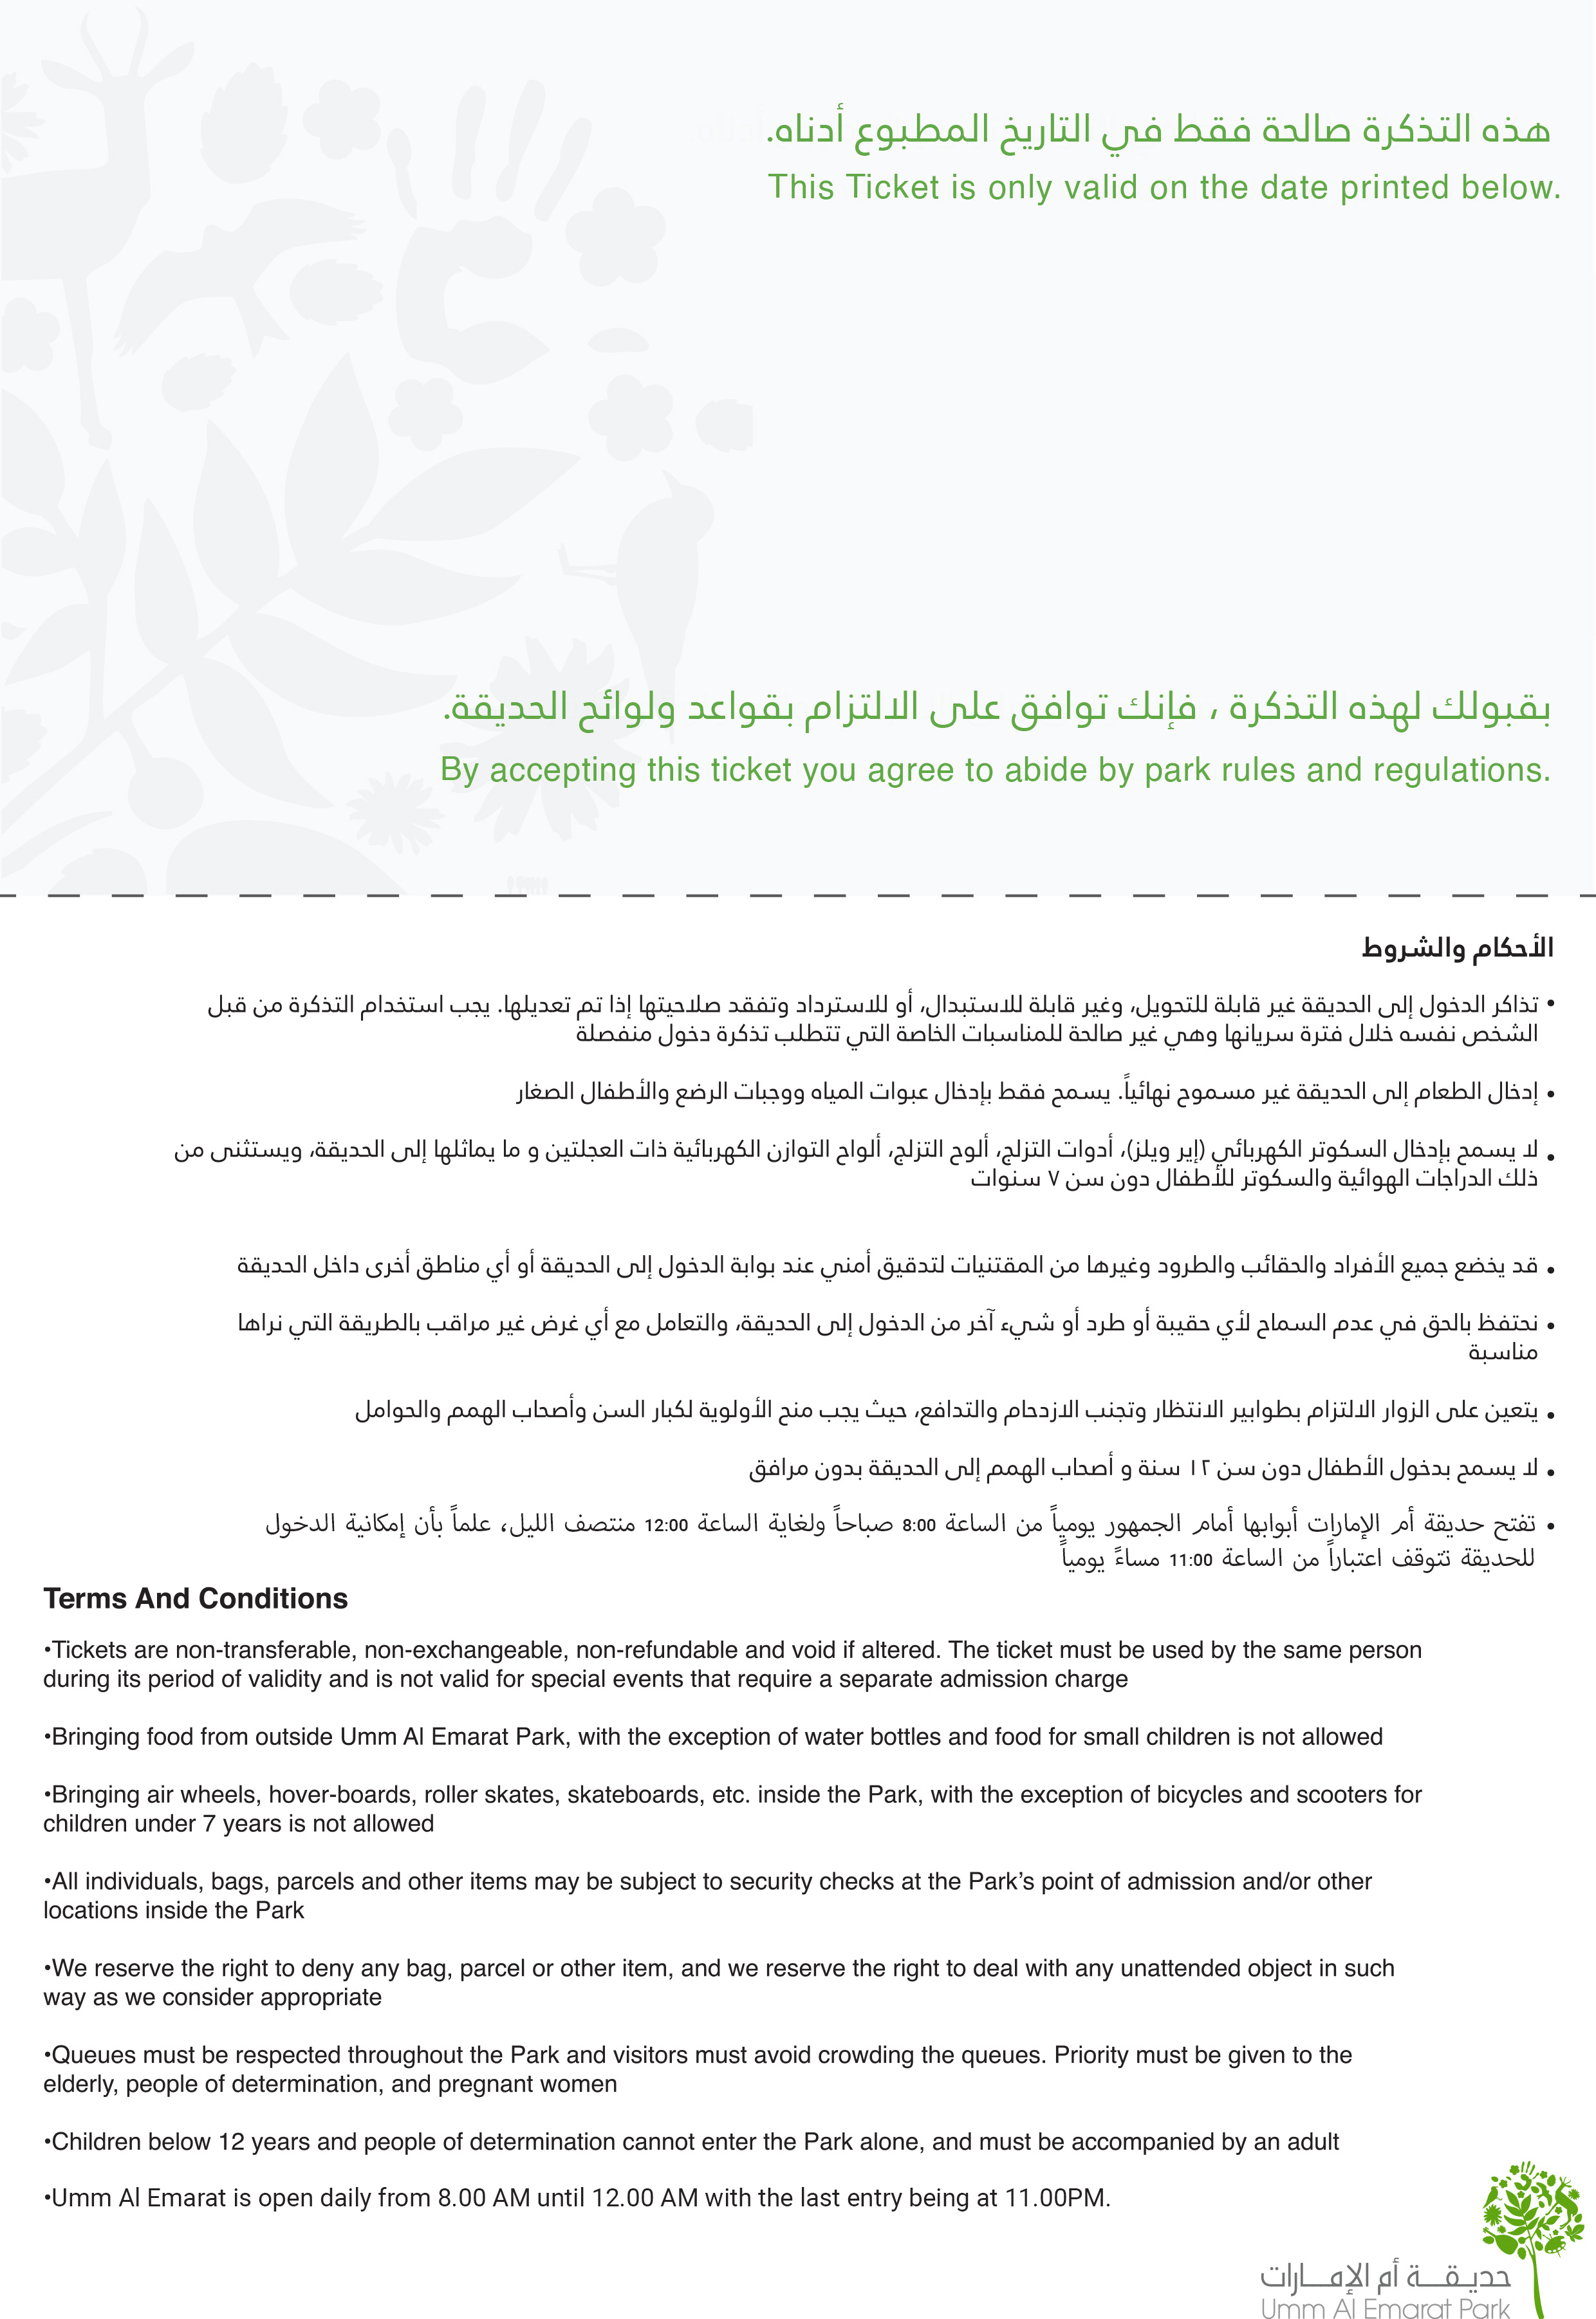 هذه التذكرة صالحة فقط في التاريخ المطبوع أدناه.
This Ticket is only valid on the date printed below.
بقبولك لهذه التذكرة ، فإنك توافق على الالتزام بقواعد ولوائح الحديقة.
By accepting this ticket you agree to abide by park rules and regulations.
الأحكام والشروط
• تذاكر الدخول إلى الحديقة غير قابلة للتحويل، وغير قابلة للاستبدال، أو للاسترداد وتفقد صلاحيتها إذا تم تعديلها. يجب استخدام التذكرة من قبل
الشخص نفسه خلال فترة سريانها وهي غير صالحة للمناسبات الخاصة التي تتطلب تذكرة دخول منفصلة
• إدخال الطعام إلى الحديقة غير مسموح نهائياً. يسمح فقط بإدخال عبوات المياه ووجبات الرضع والأطفال الصغار
• لا يسمح بإدخال السكوتر الكهربائي (إير ويلز)، أدوات التزلج، ألوح التزلج، ألواح التوازن الكهربائية ذات العجلتين و ما يماثلها إلى الحديقة، ويستثنى من
ذلك الدراجات الهوائية والسكوتر للأطفال دون سن ٧ سنوات
• قد يخضع جميع الأفراد والحقائب والطرود وغيرها من المقتنيات لتدقيق أمني عند بوابة الدخول إلى الحديقة أو أي مناطق أخرى داخل الحديقة
• نحتفظ بالحق في عدم السماح لأي حقيبة أو طرد أو شيء آخر من الدخول إلى الحديقة، والتعامل مع أي غرض غير مراقب بالطريقة التي نراها
مناسبة
• يتعين على الزوار الالتزام بطوابير الانتظار وتجنب الازدحام والتدافع، حيث يجب منح الأولوية لكبار السن وأصحاب الهمم والحوامل
• لا يسمح بدخول الأطفال دون سن ١٢ سنة و أصحاب الهمم إلى الحديقة بدون مرافق
• تفتح حديقة أم الإمارات أبوابها أمام الجمهور يومياً من الساعة 8:00 صباحاً ولغاية الساعة 12:00 منتصف الليل، علماً بأن إمكانية الدخول
للحديقة تتوقف اعتباراً من الساعة 11:00 مساءً يومياً
Terms And Conditions
•Tickets are non-transferable, non-exchangeable, non-refundable and void if altered. The ticket must be used by the same person
during its period of validity and is not valid for special events that require a separate admission charge
•Bringing food from outside Umm Al Emarat Park, with the exception of water bottles and food for small children is not allowed
•Bringing air wheels, hover-boards, roller skates, skateboards, etc. inside the Park, with the exception of bicycles and scooters for
children under 7 years is not allowed
•All individuals, bags, parcels and other items may be subject to security checks at the Park’s point of admission and/or other
locations inside the Park
•We reserve the right to deny any bag, parcel or other item, and we reserve the right to deal with any unattended object in such
way as we consider appropriate
•Queues must be respected throughout the Park and visitors must avoid crowding the queues. Priority must be given to the
elderly, people of determination, and pregnant women
•Children below 12 years and people of determination cannot enter the Park alone, and must be accompanied by an adult
•Umm Al Emarat is open daily from 8.00 AM until 12.00 AM with the last entry being at 11.00PM.
حديـقـــة أم الإمـــارات
Umm Al Emarat Park